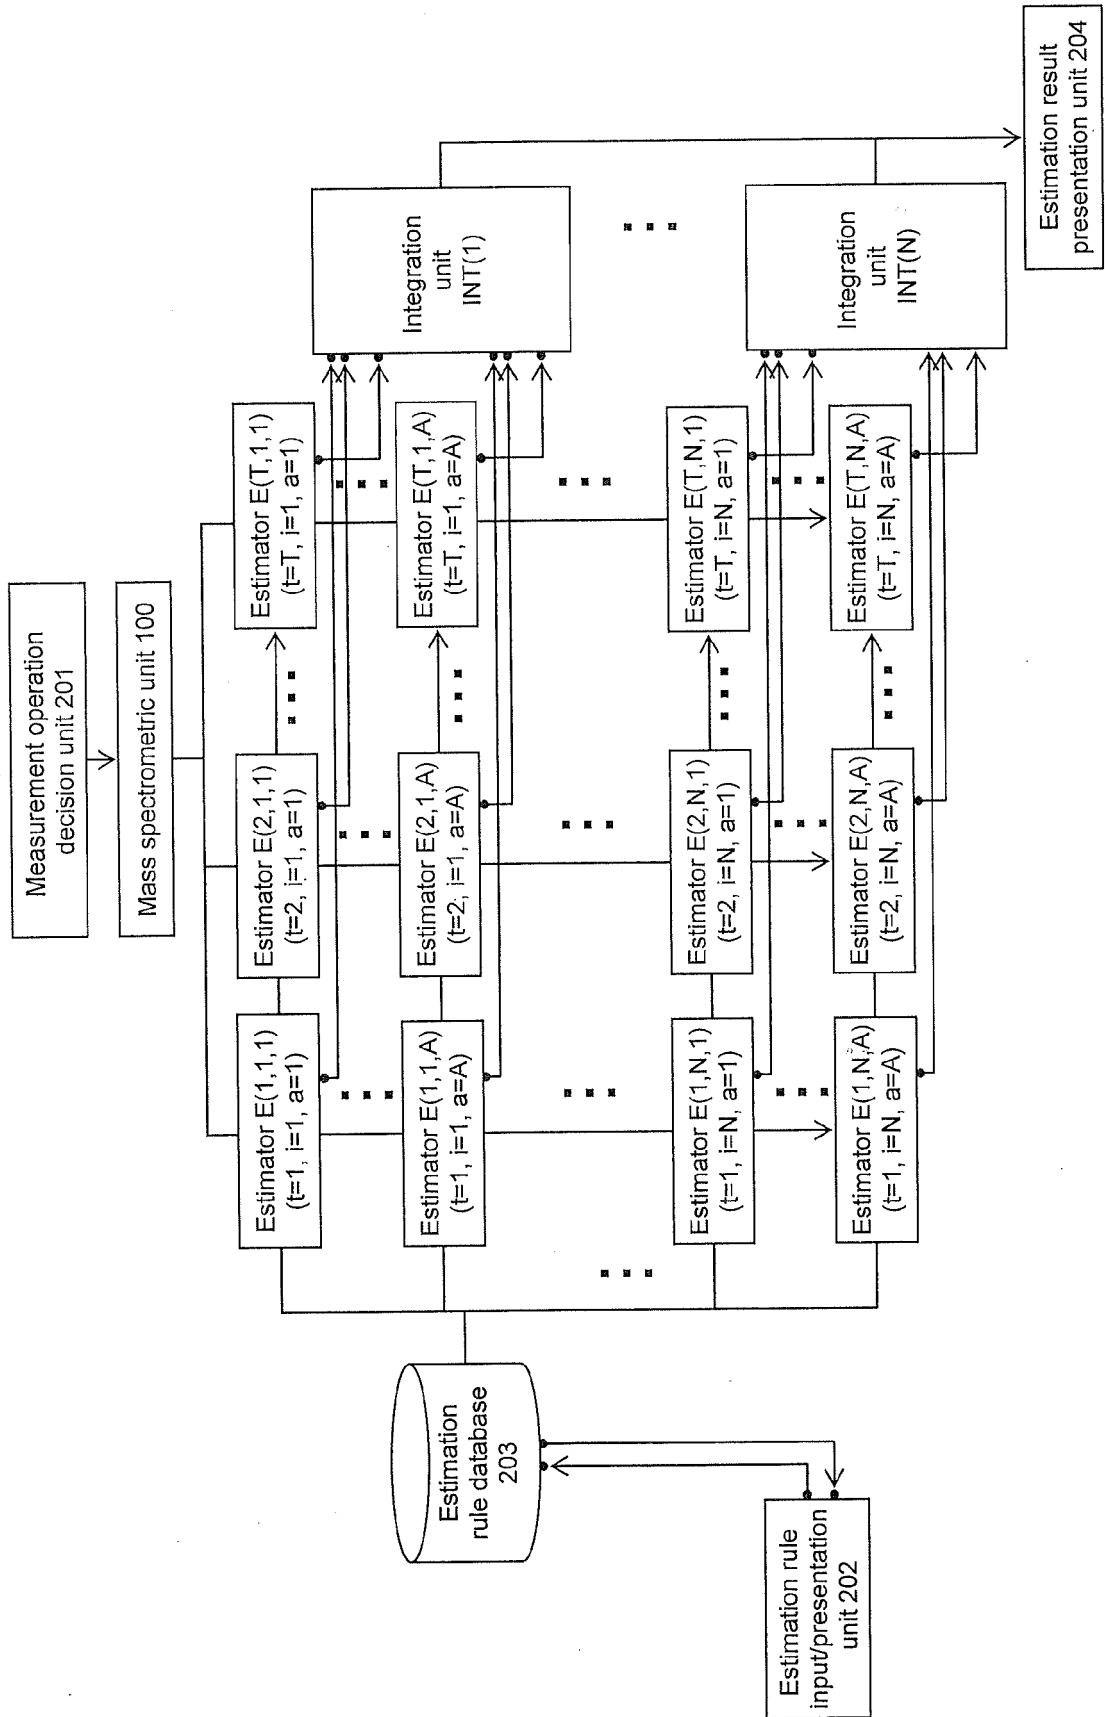 Measurement operation
decision unit 201
Mass spectrometric unit 100
Estimator E(1,1,1)
(t=1, i=1, a=1)
Estimator E(2,1,1)
(t=2, i=1, a=1)
Estimator E(T,1,1)
(t=T, i=1, a=1)
Estimator E(1,1,A)
(t=1, i=1, a=A)
Estimator E(2,1,A)
(t=2, i=1, a=A)
Estimator E(T,1,A)
(t=T, i=1, a=A)
Estimator E(1,N,1)
(t=1, i=N, a=1)
Estimator E(2,N,1)
(t=2, i=N, a=1)
Estimator E(T,N,1)
(t=T, i=N, a=1)
Estimator E(1,N,A)
(t=1, i=N, a=A)
Estimator E(2,N,A)
(t=2, i=N, a=A)
Estimator E(T,N,A)
(t=T, i=N, a=A)
Integration
unit
INT(1)
Integration
unit
INT(N)
Estimation
rule database
203
Estimation rule
input/presentation
unit 202
Estimation result
presentation unit 204